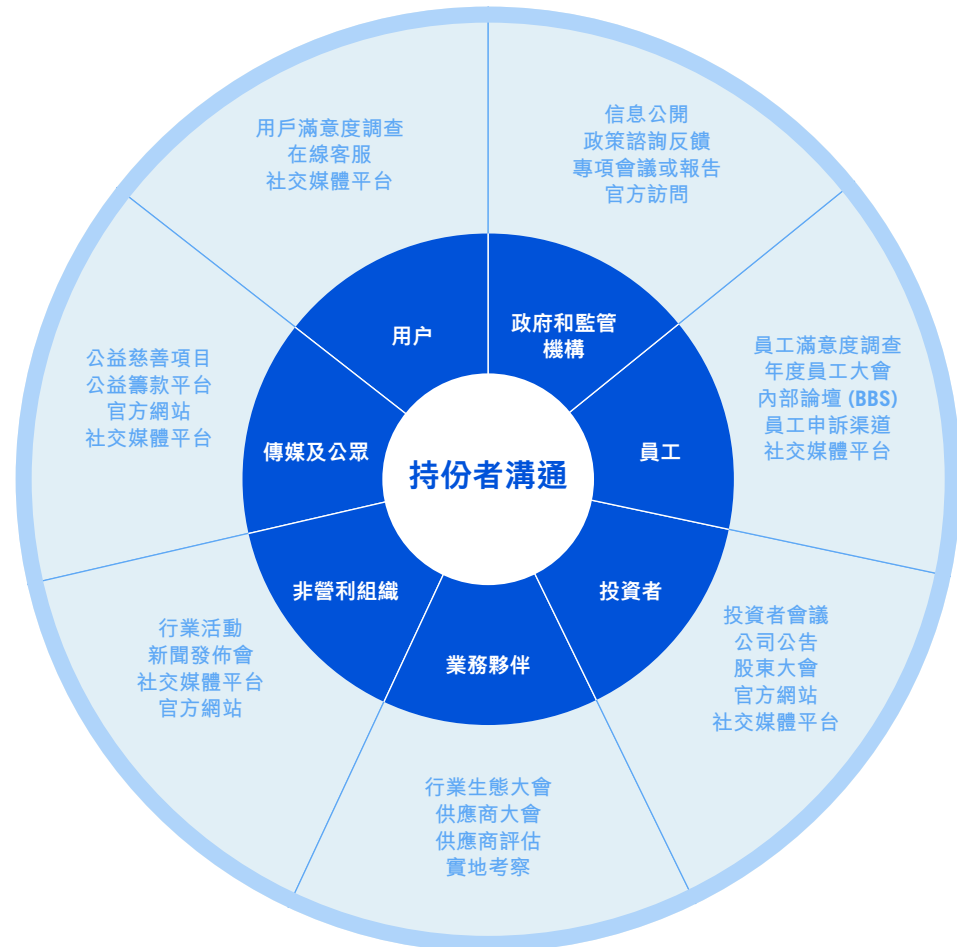 用戶滿意度調查
在線客服
社交媒體平台
信息公開
政策諮詢反饋
專項會議或報告
官方訪問
用户
政府和監管
機構
公益慈善項目
公益籌款平台
官方網站
社交媒體平台
傳媒及公眾
持份者溝通
員工
員工滿意度調查
年度員工大會
內部論壇 (BBS)
員工申訴渠道
社交媒體平台
非營利組織
投資者
行業活動
新聞發佈會
社交媒體平台
官方網站
業務夥伴
投資者會議
公司公告
股東大會
官方網站
社交媒體平台
行業生態大會
供應商大會
供應商評估
實地考察